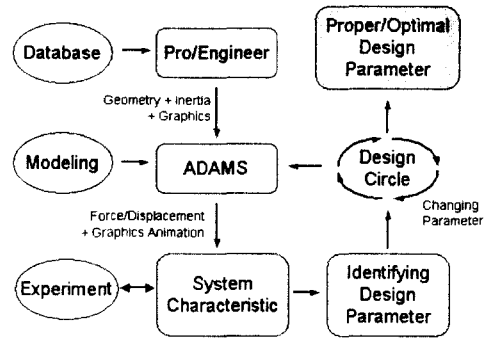 Database
Pro/Engineer
Proper/Optimal
Design
Parameter
Geometry + Inertia
+ Graphics
Modeling
ADAMS
Design
Circle
Changing
Parameter
Force/Displacement
+ Graphics Animation
Experiment
System
Characteristic
Identifying
Design
Parameter